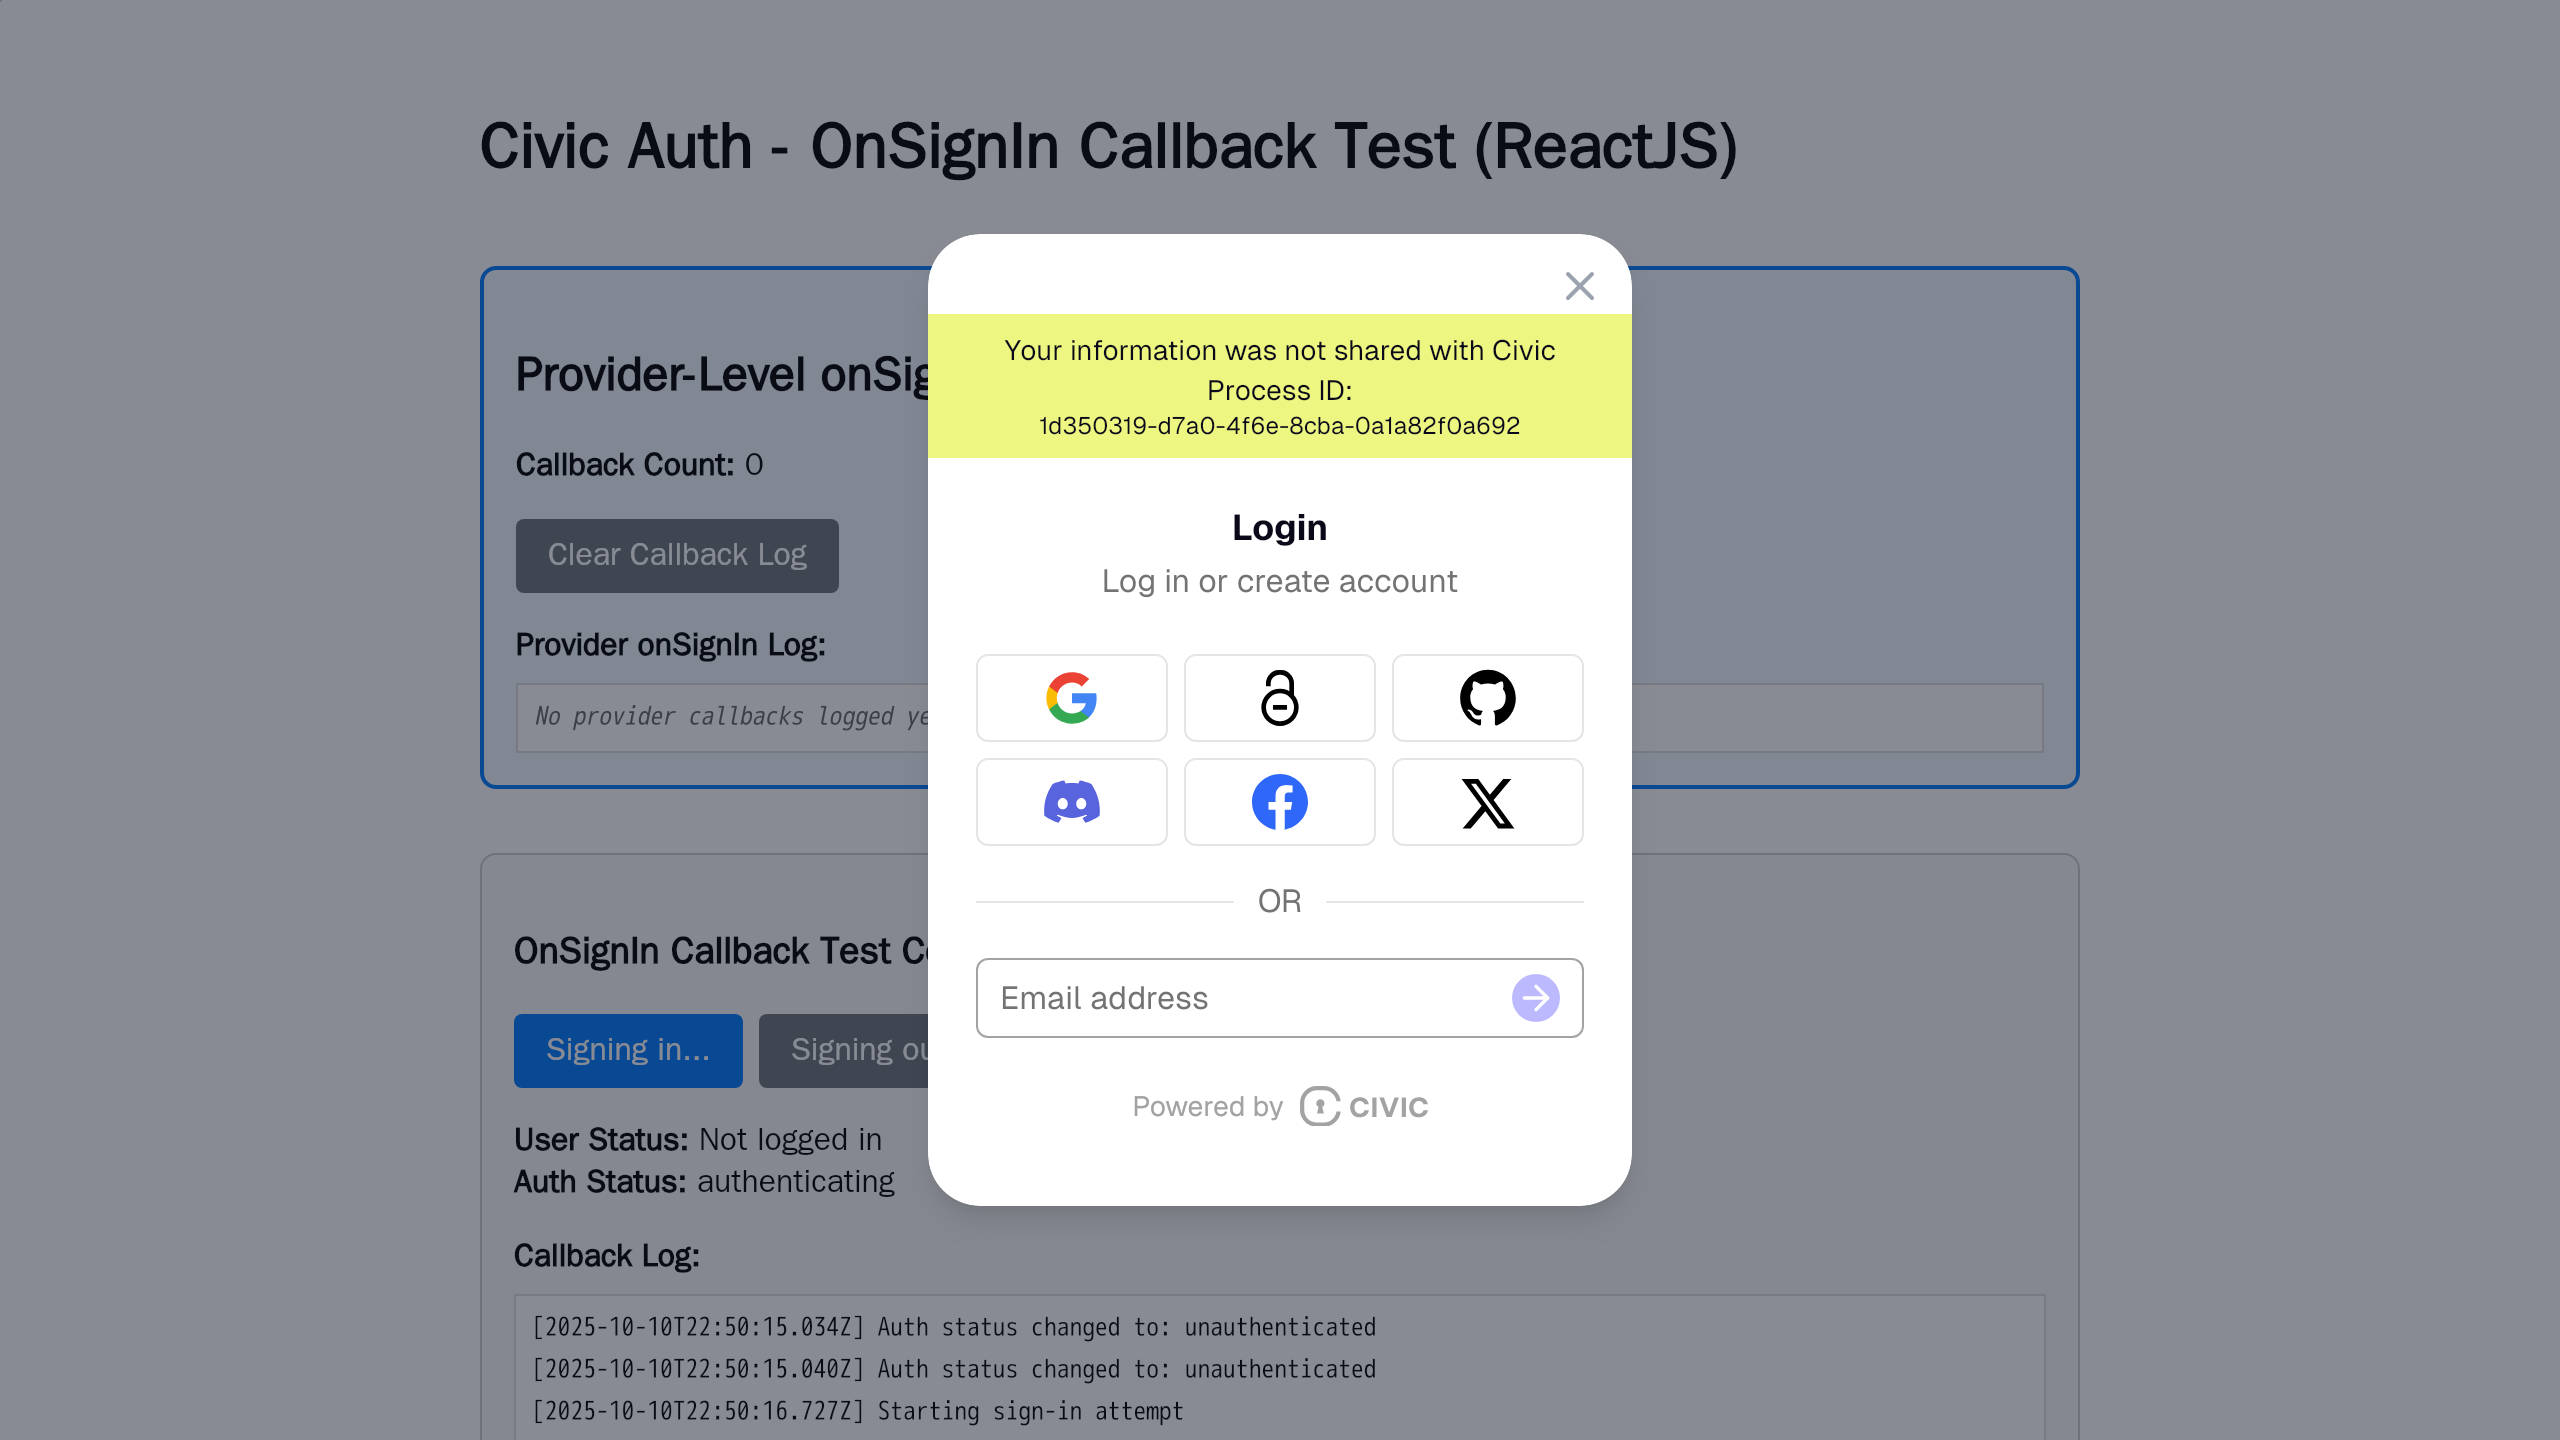 Civic Auth - OnSignIn Callback Test (ReactJS)
Provider-Level
Callback Count: 0
Clear Callback Log
Provider onSignIn Log:
No provider callbacks logged
Your information was not shared with Civic
Process ID:
1d350319-d7a0-4f6e-8cba-0a1a82f0a692
Login
Log in or create account
OR
Email address
Powered by CIVIC
OnSignIn Callback Test
Signing in...
Signing
User Status: Not logged in
Auth Status: authenticating
Callback Log:
[2025-10-10T22:50:15.034Z] Auth status changed to: unauthenticated
[2025-10-10T22:50:15.040Z] Auth status changed to: unauthenticated
[2025-10-10T22:50:16.727Z] Starting sign-in attempt